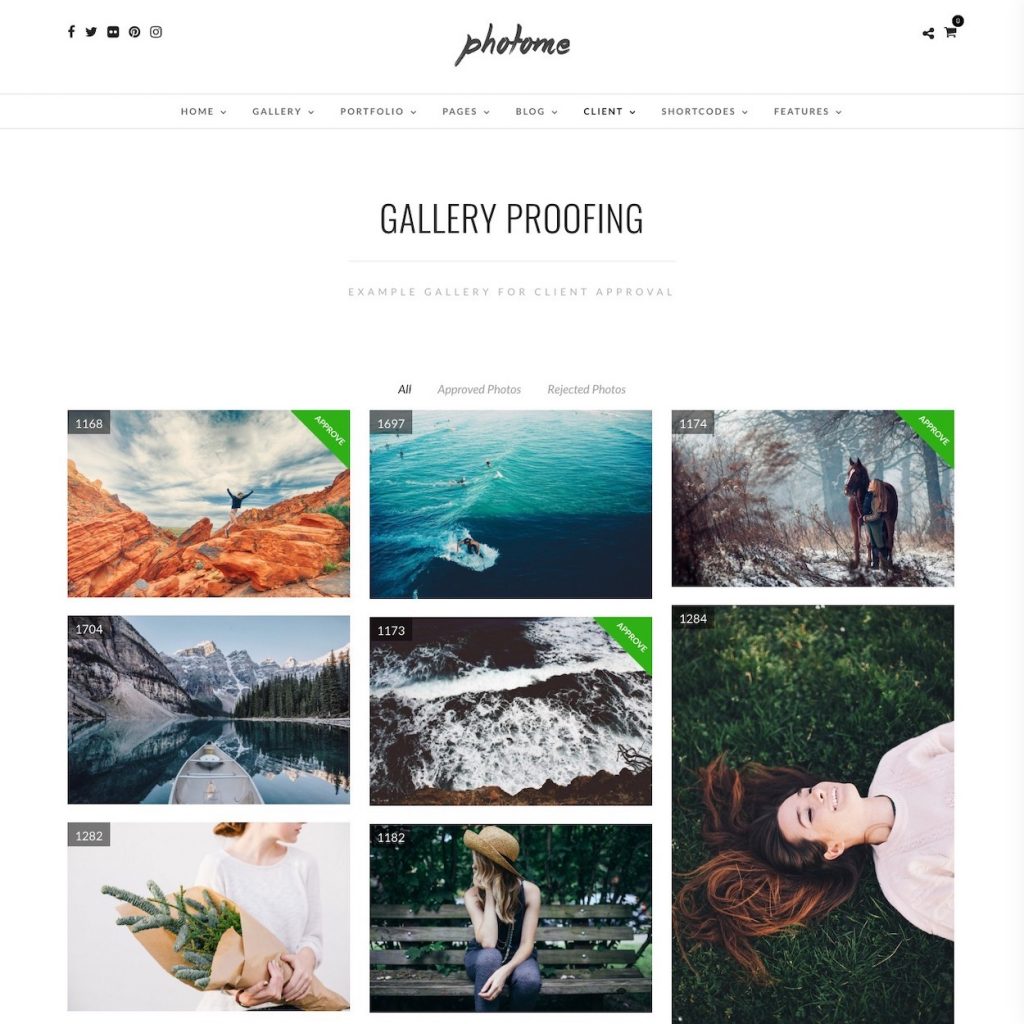 photome
0
HOME GALLERY PORTFOLIO PAGES BLOG CLIENT SHORTCODES FEATURES
GALLERY PROOFING
EXAMPLE GALLERY FOR CLIENT APPROVAL
All Approved Photos Rejected Photos
1168 APPROVE
1697
1174 APPROVE
1704
1173 APPROVE
1284
1282
1182